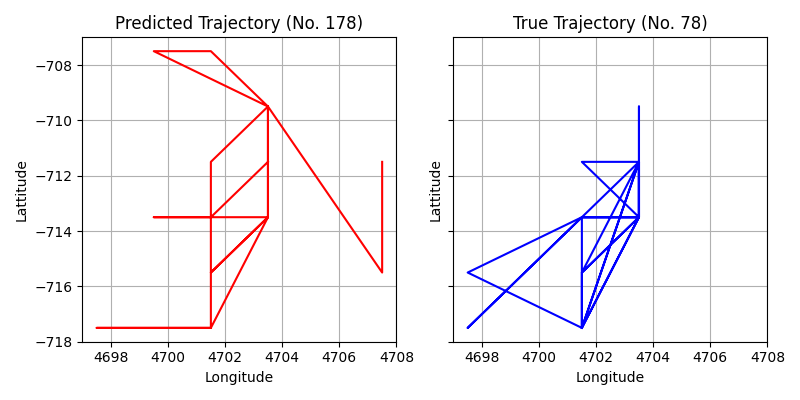 Predicted Trajectory (No. 178)
True Trajectory (No. 78)
−708
−710
−712
−714
−716
−718
Lattitude
Lattitude
4698 4700 4702 4704 4706 4708
4698 4700 4702 4704 4706 4708
Longitude
Longitude